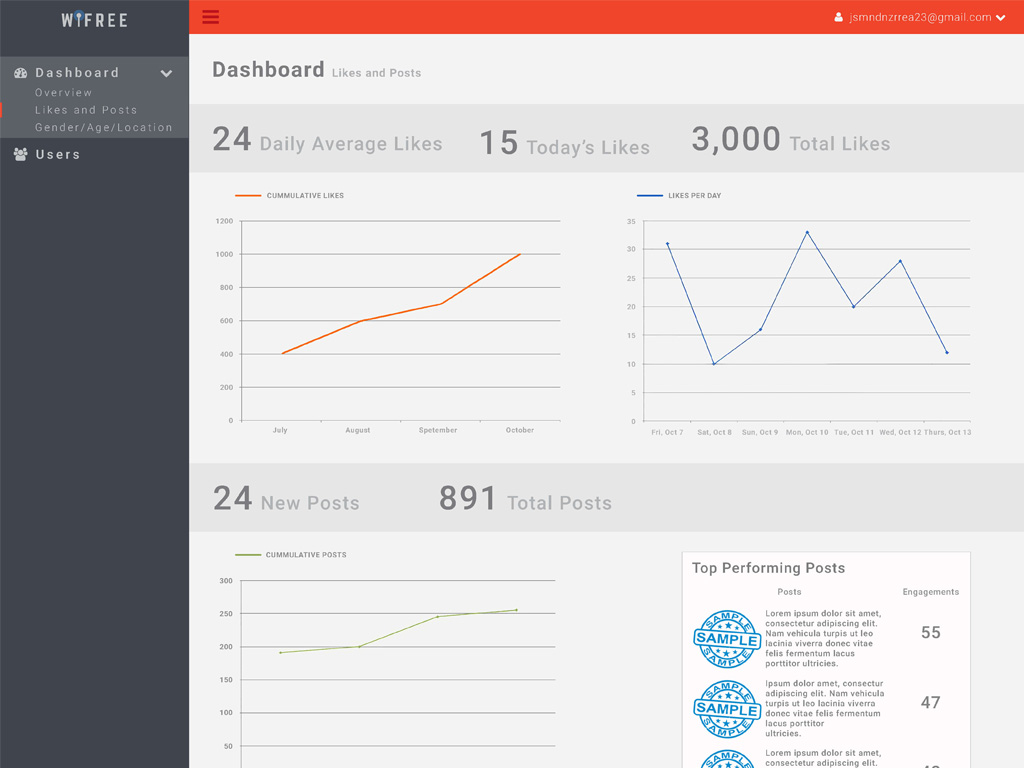 WIFREE
jsmndnzrrea23@gmail.com
Dashboard
Overview
Likes and Posts
Gender/Age/Location
Users
Dashboard Likes and Posts
24 Daily Average Likes 15 Today's Likes 3,000 Total Likes
CUMMULATIVE LIKES
1200
1000
800
600
400
200
0
July August Spetember October
LIKES PER DAY
35
30
25
20
15
10
5
0
Fri, Oct 7 Sat, Oct 8 Sun, Oct 9 Mon, Oct 10 Tue, Oct 11 Wed, Oct 12 Thurs, Oct 13
24 New Posts 891 Total Posts
CUMMULATIVE POSTS
300
250
200
150
100
50
Top Performing Posts
Posts Engagements
SAMPLE
SAMPLE
SAMPLE
Lorem ipsum dolor sit amet,
consectetur adipiscing elit.
Nam vehicula turpis ut leo
lacinia viverra donec vitae
felis fermentum lacus
porttitor ultricies.
55
SAMPLE
SAMPLE
SAMPLE
Ipsum dolor amet, consectur
adipiscing elit. Nam vehicula
turpis ut leo lacinia viverra
donec vitae felis fermentum
lacus porttitor
ultricies.
47
SAMPLE
Lorem ipsum dolor sit amet,
consectetur adipiscing elit.